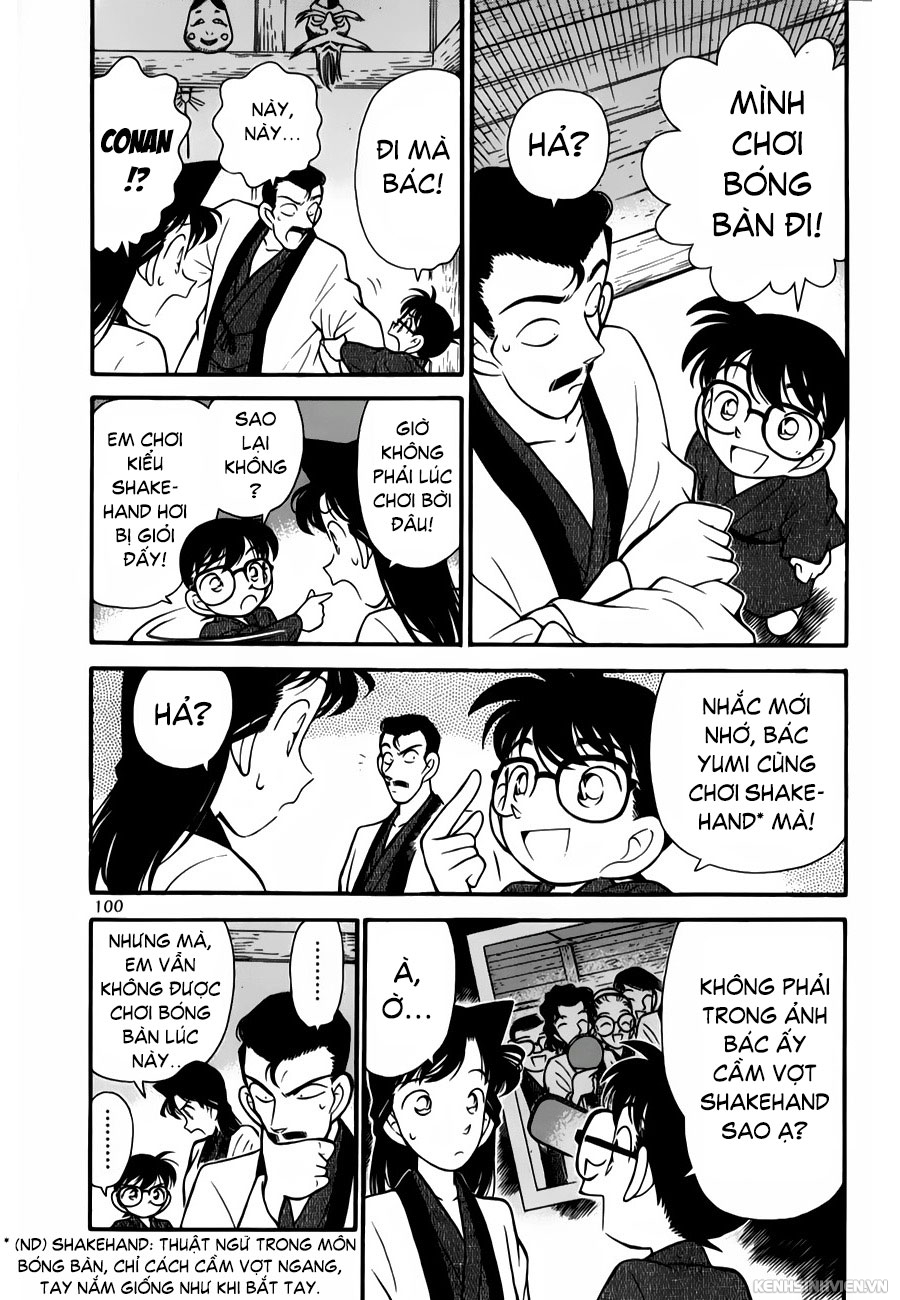 MÌNH
CHƠI
BÓNG
BÀN ĐI!
HẢ?
ĐI MÀ
BÁC!
NÀY,
NÀY...
CONAN
!?
GIỜ
KHÔNG
PHẢI LÚC
CHƠI BỜI
ĐÂU!
SAO
LẠI
KHÔNG
?
EM CHƠI
KIỂU
SHAKE-
HAND HƠI
BỊ GIỎI
ĐẤY!
NHẮC MỚI
NHỚ, BÁC
YUMI CŨNG
CHƠI SHAKE-
HAND* MÀ!
HẢ?
100
KHÔNG PHẢI
TRONG ẢNH
BÁC ẤY
CẦM VỢT
SHAKEHAND
SAO Ạ?
À,
Ờ...
........
NHƯNG MÀ,
EM VẪN
KHÔNG ĐƯỢC
CHƠI BÓNG
BÀN LÚC
NÀY..
........
* (ND) SHAKEHAND: THUẬT NGỮ TRONG MÔN
BÓNG BÀN, CHỈ CÁCH CẦM VỢT NGANG,
TAY NẮM GIỐNG NHƯ KHI BẮT TAY.
KENHSINHVIEN.VN